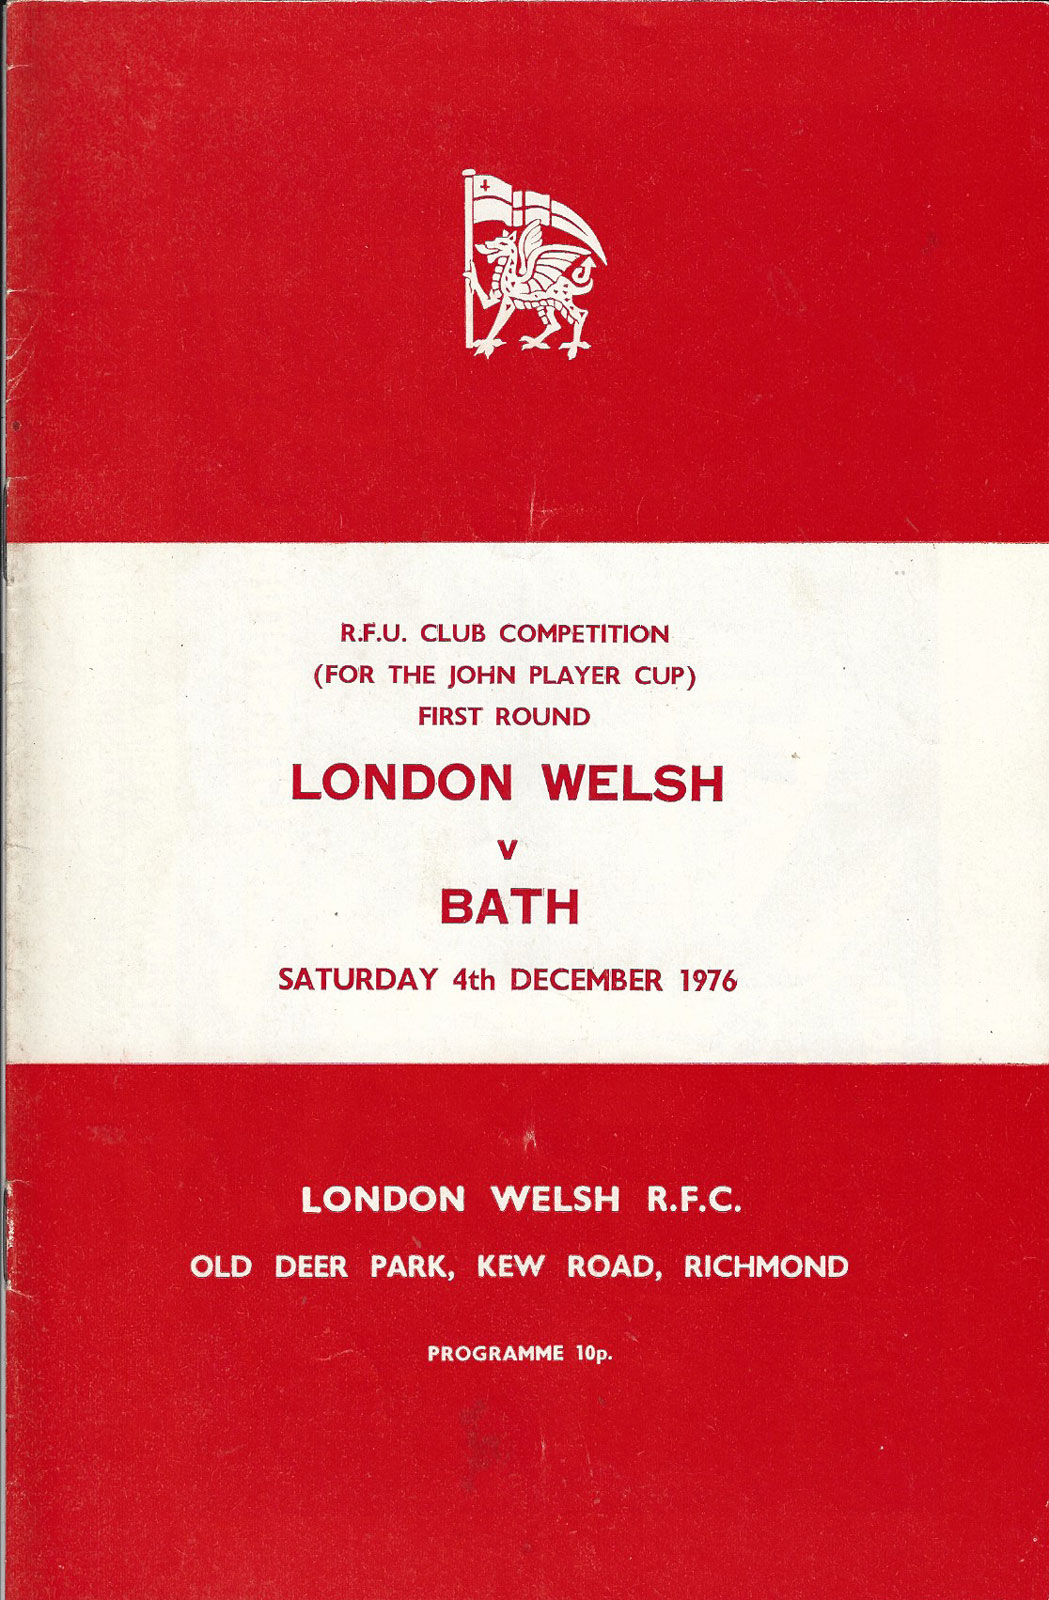 R.F.U. CLUB COMPETITION
(FOR THE JOHN PLAYER CUP)
FIRST ROUND
LONDON WELSH
v
BATH
SATURDAY 4th DECEMBER 1976
LONDON WELSH R.F.C.
OLD DEER PARK, KEW ROAD, RICHMOND
PROGRAMME 10p.